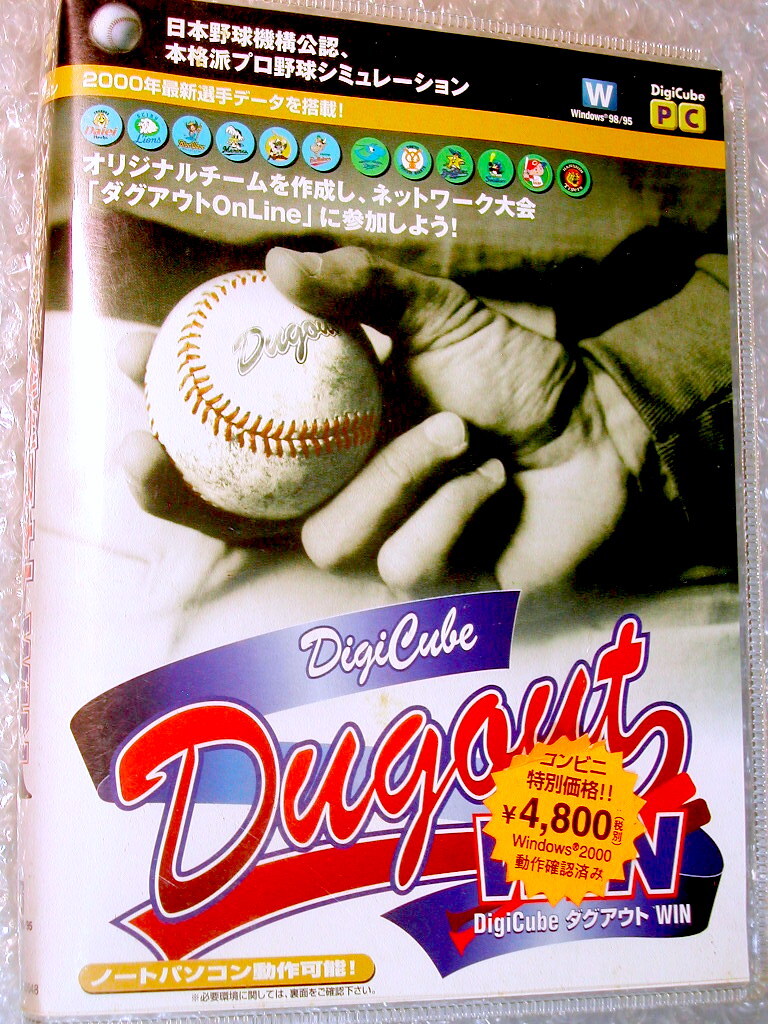 日本野球機構公認、
本格派プロ野球シミュレーション
W
Windows® 98/95
DigiCube
PC
2000年最新選手データを搭載!
Daiei
Lions
オリジナルチームを作成し、ネットワーク大会
「ダグアウトOnLine」に参加しよう!
Dugou
DigiCube
Dugout
WIN
コンビニ
特別価格!!
¥4,800(税別)
Windows®2000
動作確認済み
DigiCube ダグアウト WIN
ノートパソコン動作可能!
※必要環境に関しては、裏面をご確認下さい。